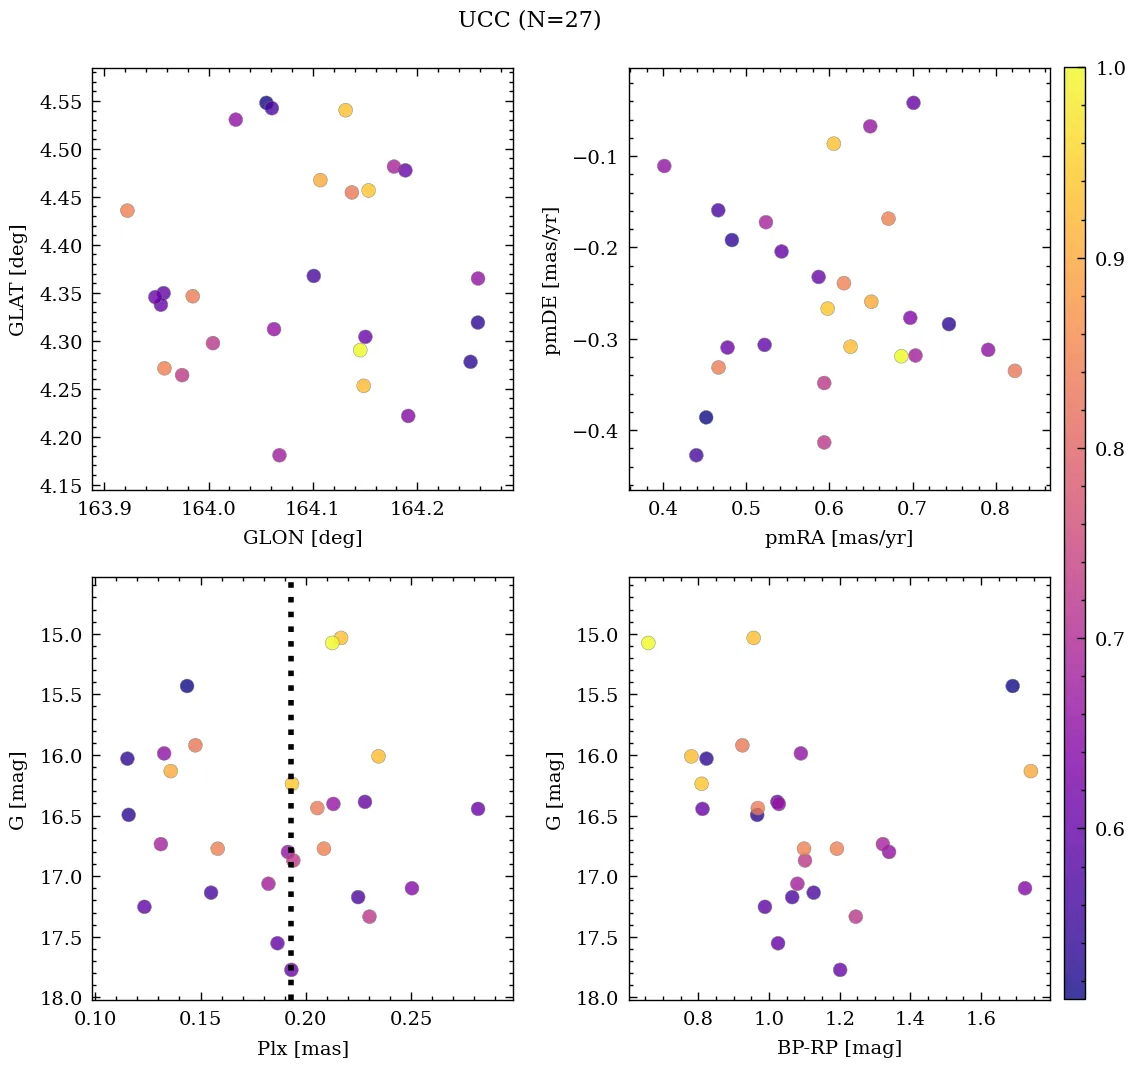 UCC (N=27)
4.55
4.50
4.45
4.40
4.35
4.30
4.25
4.20
4.15
GLAT [deg]
163.9 164.0 164.1 164.2
GLON [deg]
−0.1
−0.2
−0.3
−0.4
pmDE [mas/yr]
0.4 0.5 0.6 0.7 0.8
pmRA [mas/yr]
1.0
0.9
0.8
0.7
0.6
15.0
15.5
16.0
16.5
17.0
17.5
18.0
G [mag]
0.10 0.15 0.20 0.25
Plx [mas]
15.0
15.5
16.0
16.5
17.0
17.5
18.0
G [mag]
0.8 1.0 1.2 1.4 1.6
BP-RP [mag]